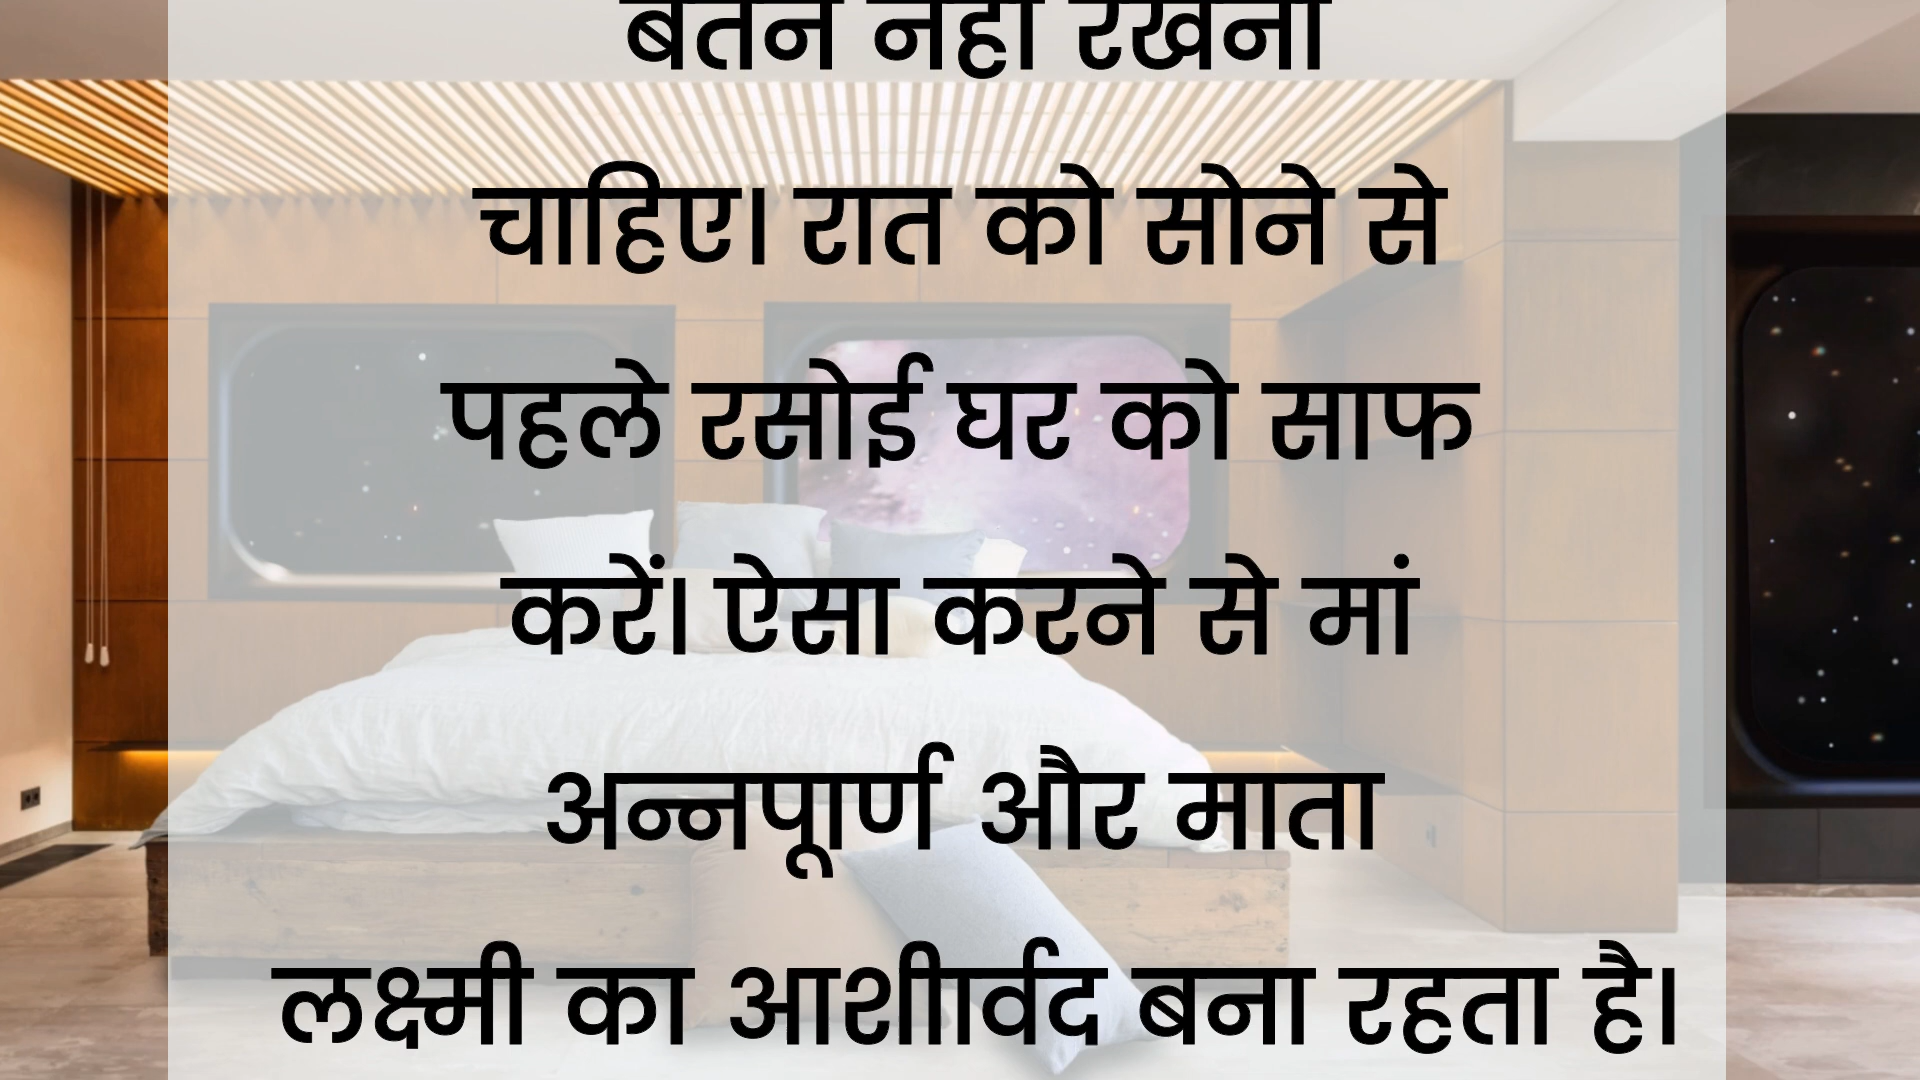 बर्तन नहीं रखना
चाहिए। रात को सोने से
पहले रसोई घर को साफ
करें। ऐसा करने से मां
अन्नपूार्ण और माता
लक्ष्मी का आशीार्वद बना रहता है।